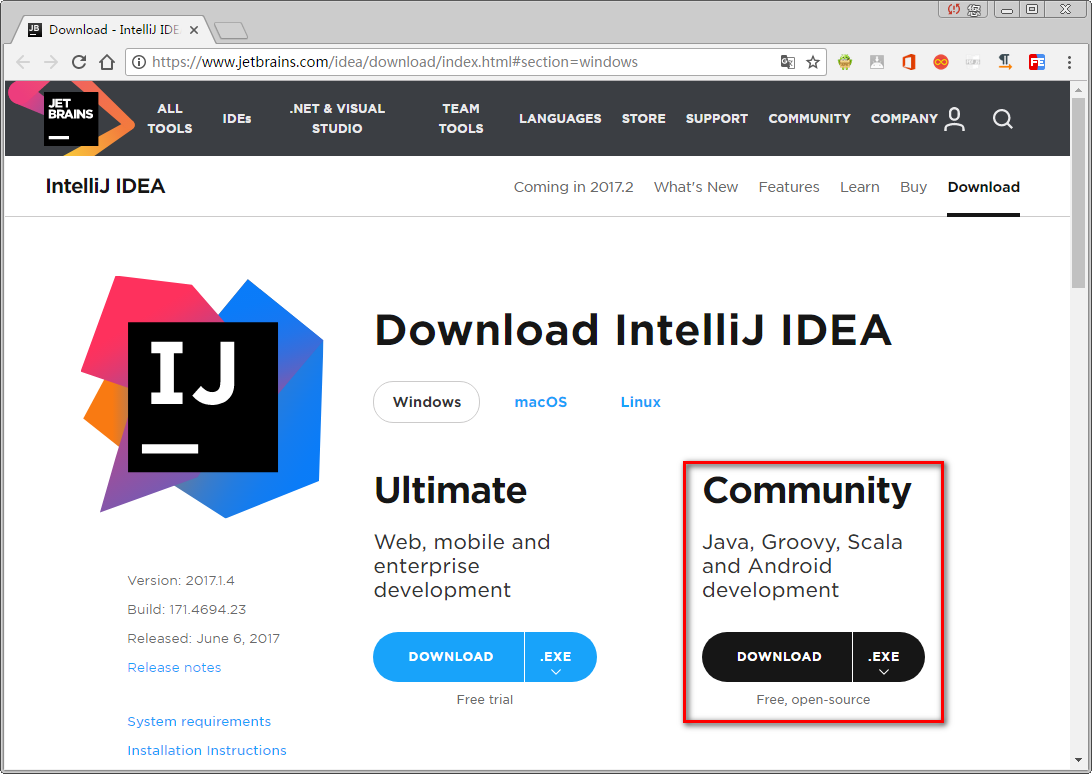 Download - IntelliJ IDE
https://www.jetbrains.com/idea/download/index.html#section=windows
JET
BRAINS
ALL
TOOLS
IDEs
.NET & VISUAL
STUDIO
TEAM
TOOLS
LANGUAGES
STORE
SUPPORT
COMMUNITY
COMPANY
IntelliJ IDEA
Coming in 2017.2
What's New
Features
Learn
Buy
Download
IJ
Download IntelliJ IDEA
Windows
macOS
Linux
Ultimate
Web, mobile and
enterprise
development
DOWNLOAD
.EXE
Free trial
Community
Java, Groovy, Scala
and Android
development
DOWNLOAD
.EXE
Free, open-source
Version: 2017.1.4
Build: 171.4694.23
Released: June 6, 2017
Release notes
System requirements
Installation Instructions